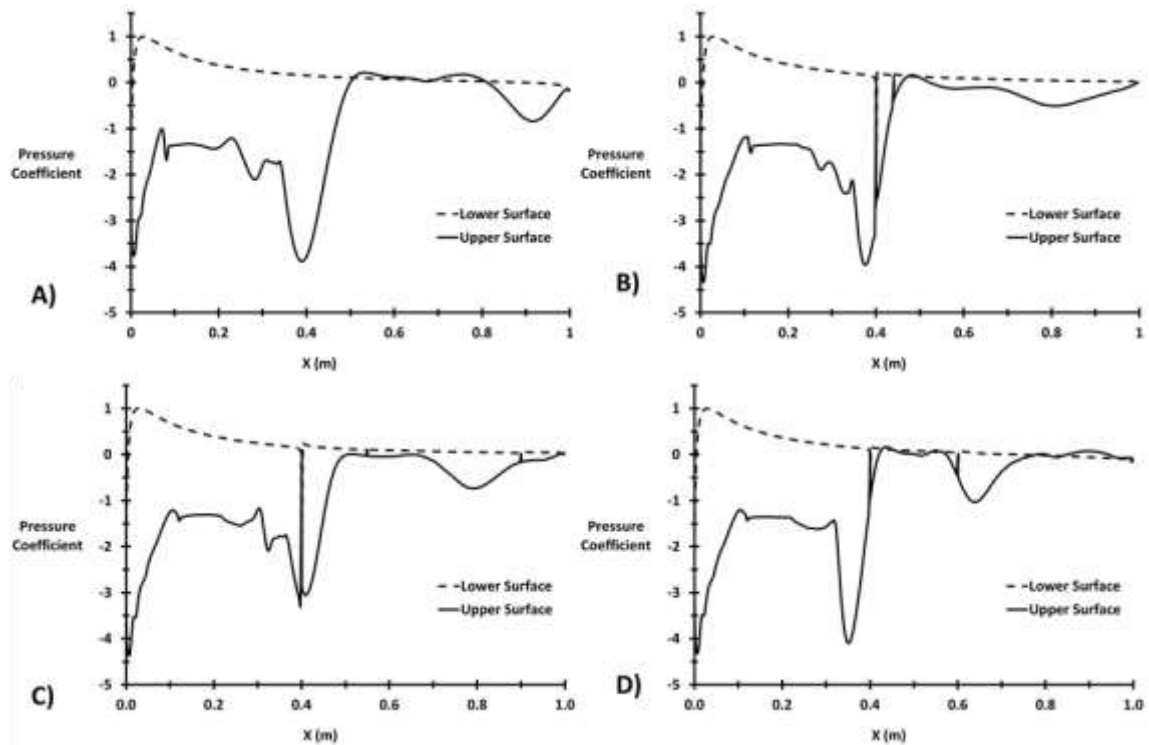 1
0
-1
Pressure
Coefficient
-2
-3
-4
-5
Lower Surface
Upper Surface
A)
0 0.2 0.4 0.6 0.8 1
X (m)
1
0
-1
Pressure
Coefficient
-2
-3
-4
-5
Lower Surface
Upper Surface
B)
0 0.2 0.4 0.6 0.8 1
X (m)
1
0
-1
Pressure
Coefficient
-2
-3
-4
-5
Lower Surface
Upper Surface
C)
0.0 0.2 0.4 0.6 0.8 1.0
X (m)
1
0
-1
Pressure
Coefficient
-2
-3
-4
-5
Lower Surface
Upper Surface
D)
0.0 0.2 0.4 0.6 0.8 1.0
X (m)